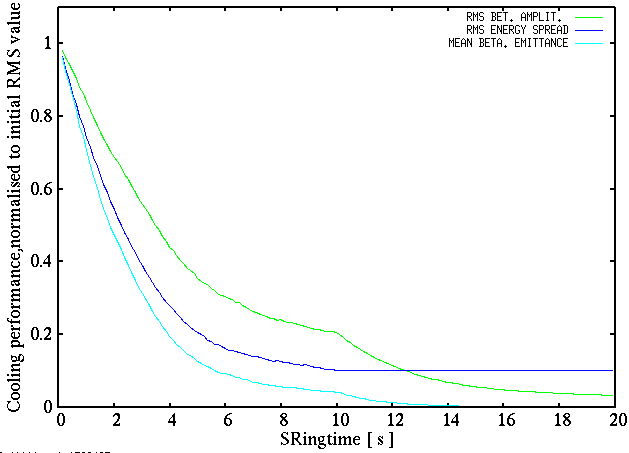 RMS BET. AMPLIT.
RMS ENERGY SPREAD
MEAN BETA. EMITTANCE
Cooling performance,normalised to initial RMS value
1
0.8
0.6
0.4
0.2
0
0 2 4 6 8 10 12 14 16 18 20
SRingtime [ s ]